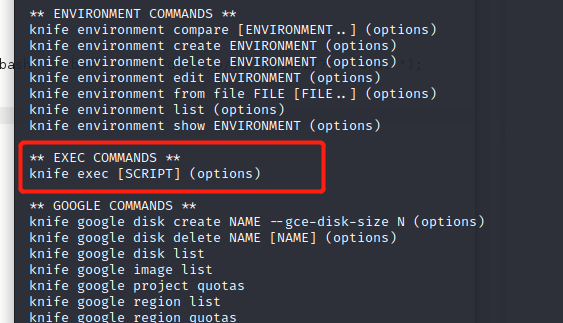 ** ENVIRONMENT COMMANDS **
knife environment compare [ENVIRONMENT..] (options)
knife environment create ENVIRONMENT (options)
knife environment delete ENVIRONMENT (options)
bash
");
knife environment edit ENVIRONMENT (options)
knife environment from file FILE [FILE..] (options)
knife environment list (options)
knife environment show ENVIRONMENT (options)
** EXEC COMMANDS **
knife exec [SCRIPT] (options)
** GOOGLE COMMANDS **
knife google disk create NAME --gce-disk-size N (options)
knife google disk delete NAME [NAME] (options)
knife google disk list
knife google image list
knife google project quotas
knife google region list
knife google region quotas